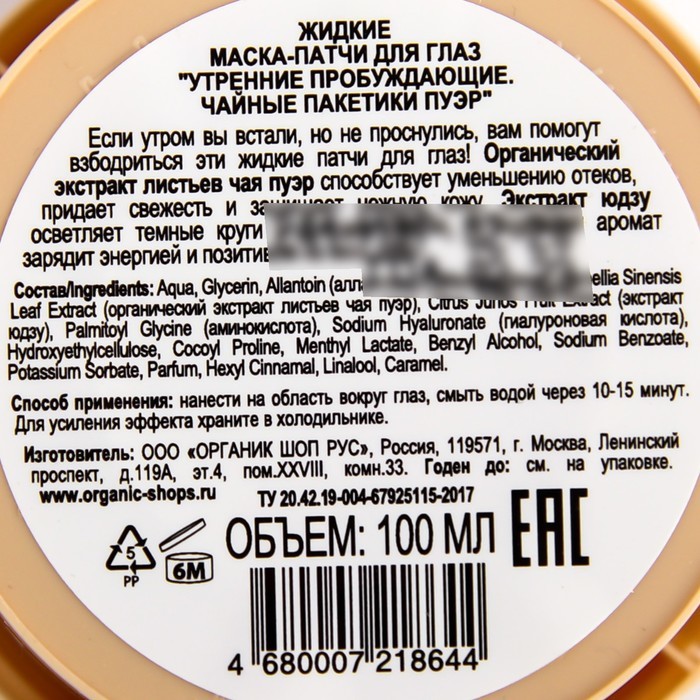 ЖИДКИЕ
МАСКА-ПАТЧИ ДЛЯ ГЛАЗ
"УТРЕННИЕ ПРОБУЖДАЮЩИЕ.
ЧАЙНЫЕ ПАКЕТИКИ ПУЭР"
Если утром вы встали, но не проснулись, вам помогут
взбодриться эти жидкие патчи для глаз! Органический
экстракт листьев чая пуэр способствует уменьшению отеков,
придает свежесть и защищает нежную кожу. Экстракт юдзу
осветляет темные круги аромат
зарядит энергией и
Состав/Ingredients: Aqua, Glycerin, Allantoin Sinensis
Leaf Extract (органический экстракт листьев чая пуэр), Citrus Junos Fruit Extract (экстракт
юдзу), Palmitoyl Glycine (аминокислота), Sodium Hyaluronate (гиалуроновая кислота),
Hydroxyethylcellulose, Cocoyl Proline, Menthyl Lactate, Benzyl Alcohol, Sodium Benzoate,
Potassium Sorbate, Parfum, Hexyl Cinnamal, Linalool, Caramel.
Способ применения: нанести на область вокруг глаз, смыть водой через 10-15 минут.
Для усиления эффекта храните в холодильнике.
Изготовитель: ООО «ОРГАНИК ШОП РУС», Россия, 119571, г. Москва, Ленинский
проспект, д.119А, эт.4, пом.XXVIII, комн.33. Годен до: см. на упаковке.
www.organic-shops.ru ТУ 20.42.19-004-67925115-2017
5
PP
6M
ОБЪЕМ: 100 МЛ
EAC
4 680007 218644